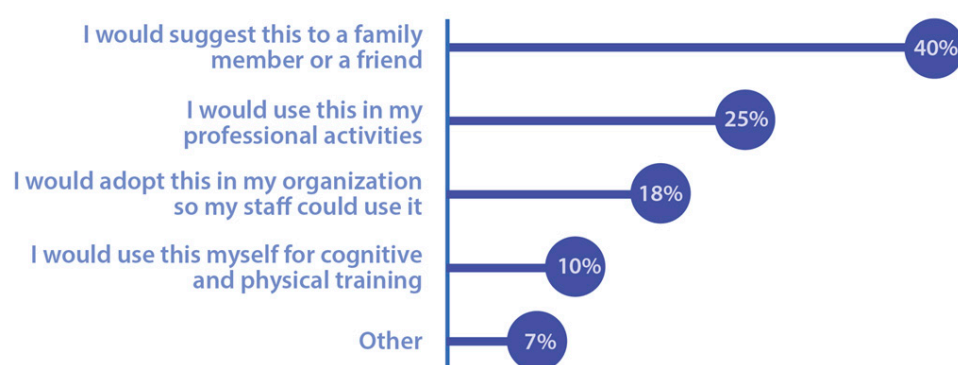 I would suggest this to a family
member or a friend
40%
I would use this in my
professional activities
25%
I would adopt this in my organization
so my staff could use it
18%
I would use this myself for cognitive
and physical training
10%
Other
7%